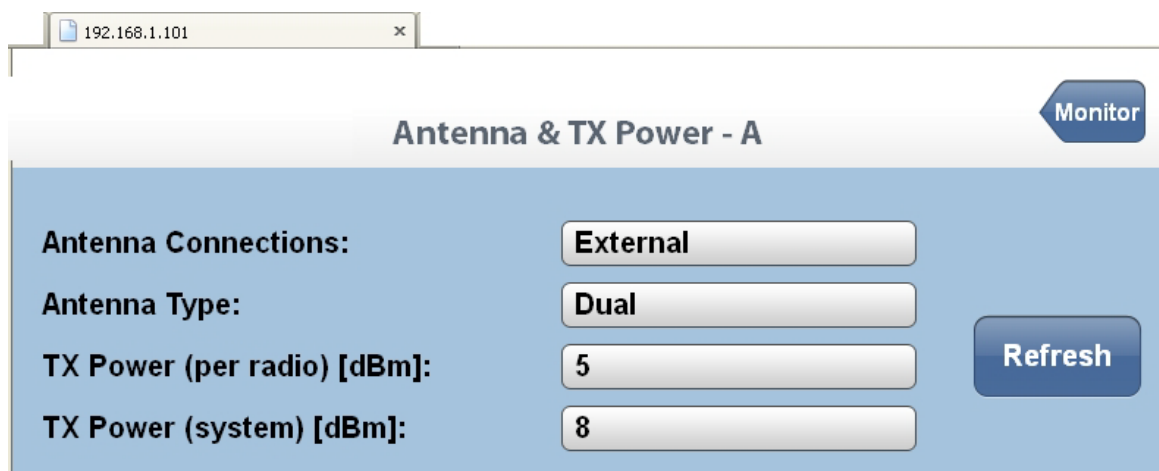 192.168.1.101
Monitor
Antenna & TX Power - A
Antenna Connections: External
Antenna Type: Dual
TX Power (per radio) [dBm]: 5
Refresh
TX Power (system) [dBm]: 8